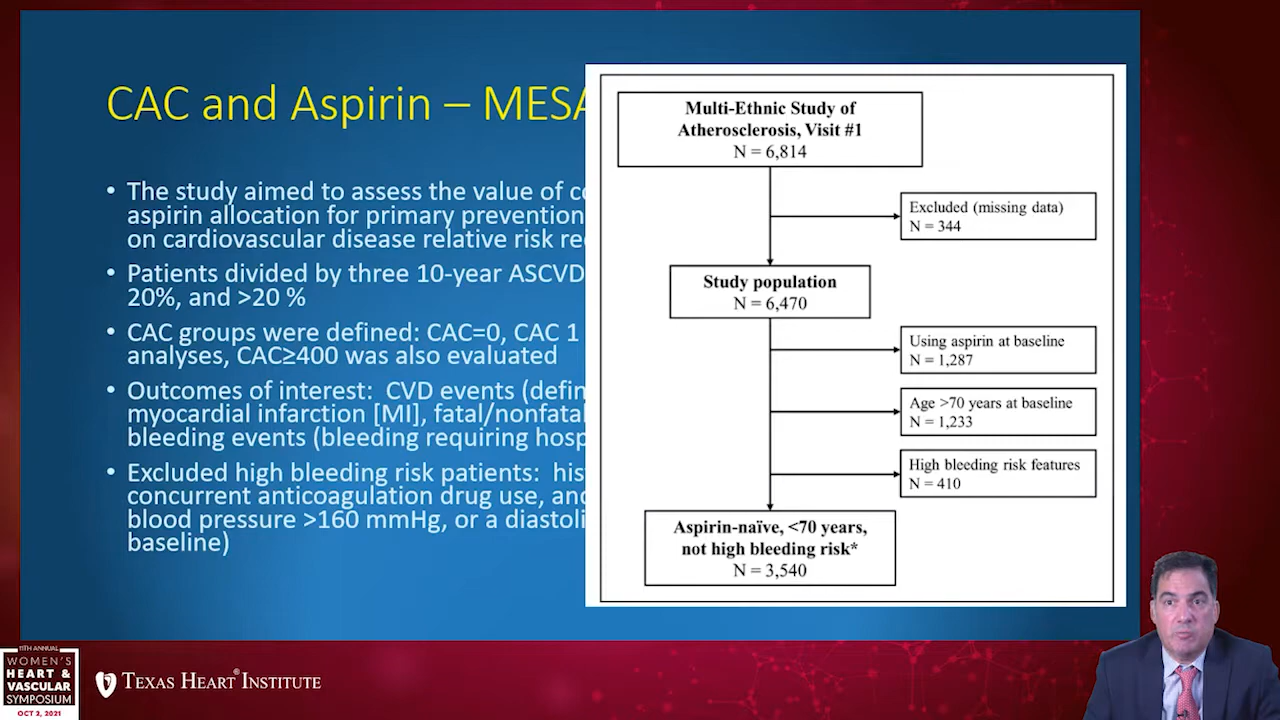 CAC and Aspirin – MESA
• The study aimed to assess the value of
aspirin allocation for primary prevention
on cardiovascular disease relative risk
• Patients divided by three 10-year ASCVD
20%, and >20 %
• CAC groups were defined: CAC=0, CAC 1
analyses, CAC≥400 was also evaluated
• Outcomes of interest: CVD events
myocardial infarction [MI], fatal/nonfatal
bleeding events (bleeding requiring
• Excluded high bleeding risk patients:
concurrent anticoagulation drug use,
blood pressure >160 mmHg, or a
baseline)
Multi-Ethnic Study of
Atherosclerosis, Visit #1
N = 6,814
Excluded (missing data)
N = 344
Study population
N = 6,470
Using aspirin at baseline
N = 1,287
Age >70 years at baseline
N = 1,233
High bleeding risk features
N = 410
Aspirin-naïve, <70 years,
not high bleeding risk*
N = 3,540
11TH ANNUAL
WOMEN'S
HEART &
VASCULAR
SYMPOSIUM
OCT 2, 2021
TEXAS HEART® INSTITUTE